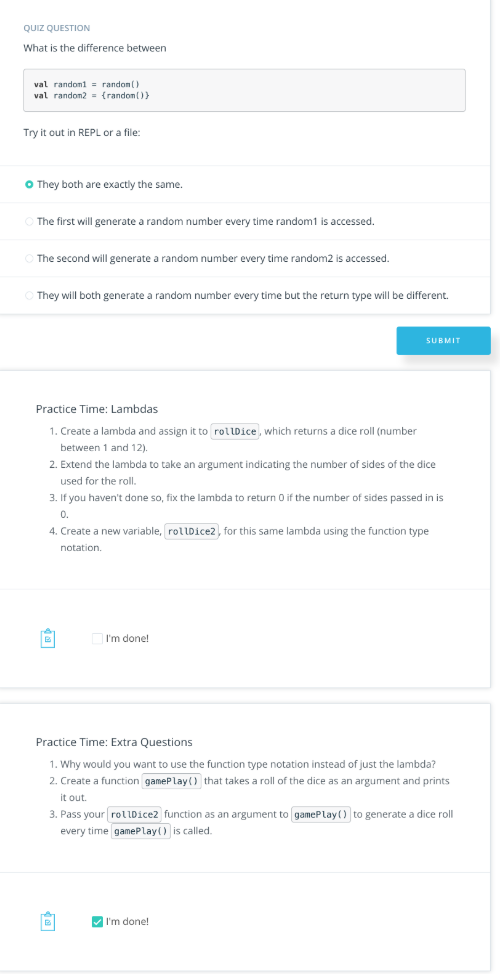 QUIZ QUESTION
What is the difference between
val random1 = random()
val random2 = {random()}
Try it out in REPL or a file:
They both are exactly the same.
The first will generate a random number every time random1 is accessed.
The second will generate a random number every time random2 is accessed.
They will both generate a random number every time but the return type will be different.
SUBMIT
Practice Time: Lambdas
1. Create a lambda and assign it to rollDice , which returns a dice roll (number
between 1 and 12).
2. Extend the lambda to take an argument indicating the number of sides of the dice
used for the roll.
3. If you haven't done so, fix the lambda to return 0 if the number of sides passed in is
0.
4. Create a new variable, rollDice2 , for this same lambda using the function type
notation.
I'm done!
Practice Time: Extra Questions
1. Why would you want to use the function type notation instead of just the lambda?
2. Create a function gamePlay() that takes a roll of the dice as an argument and prints
it out.
3. Pass your rollDice2 function as an argument to gamePlay() to generate a dice roll
every time gamePlay() is called.
I'm done!